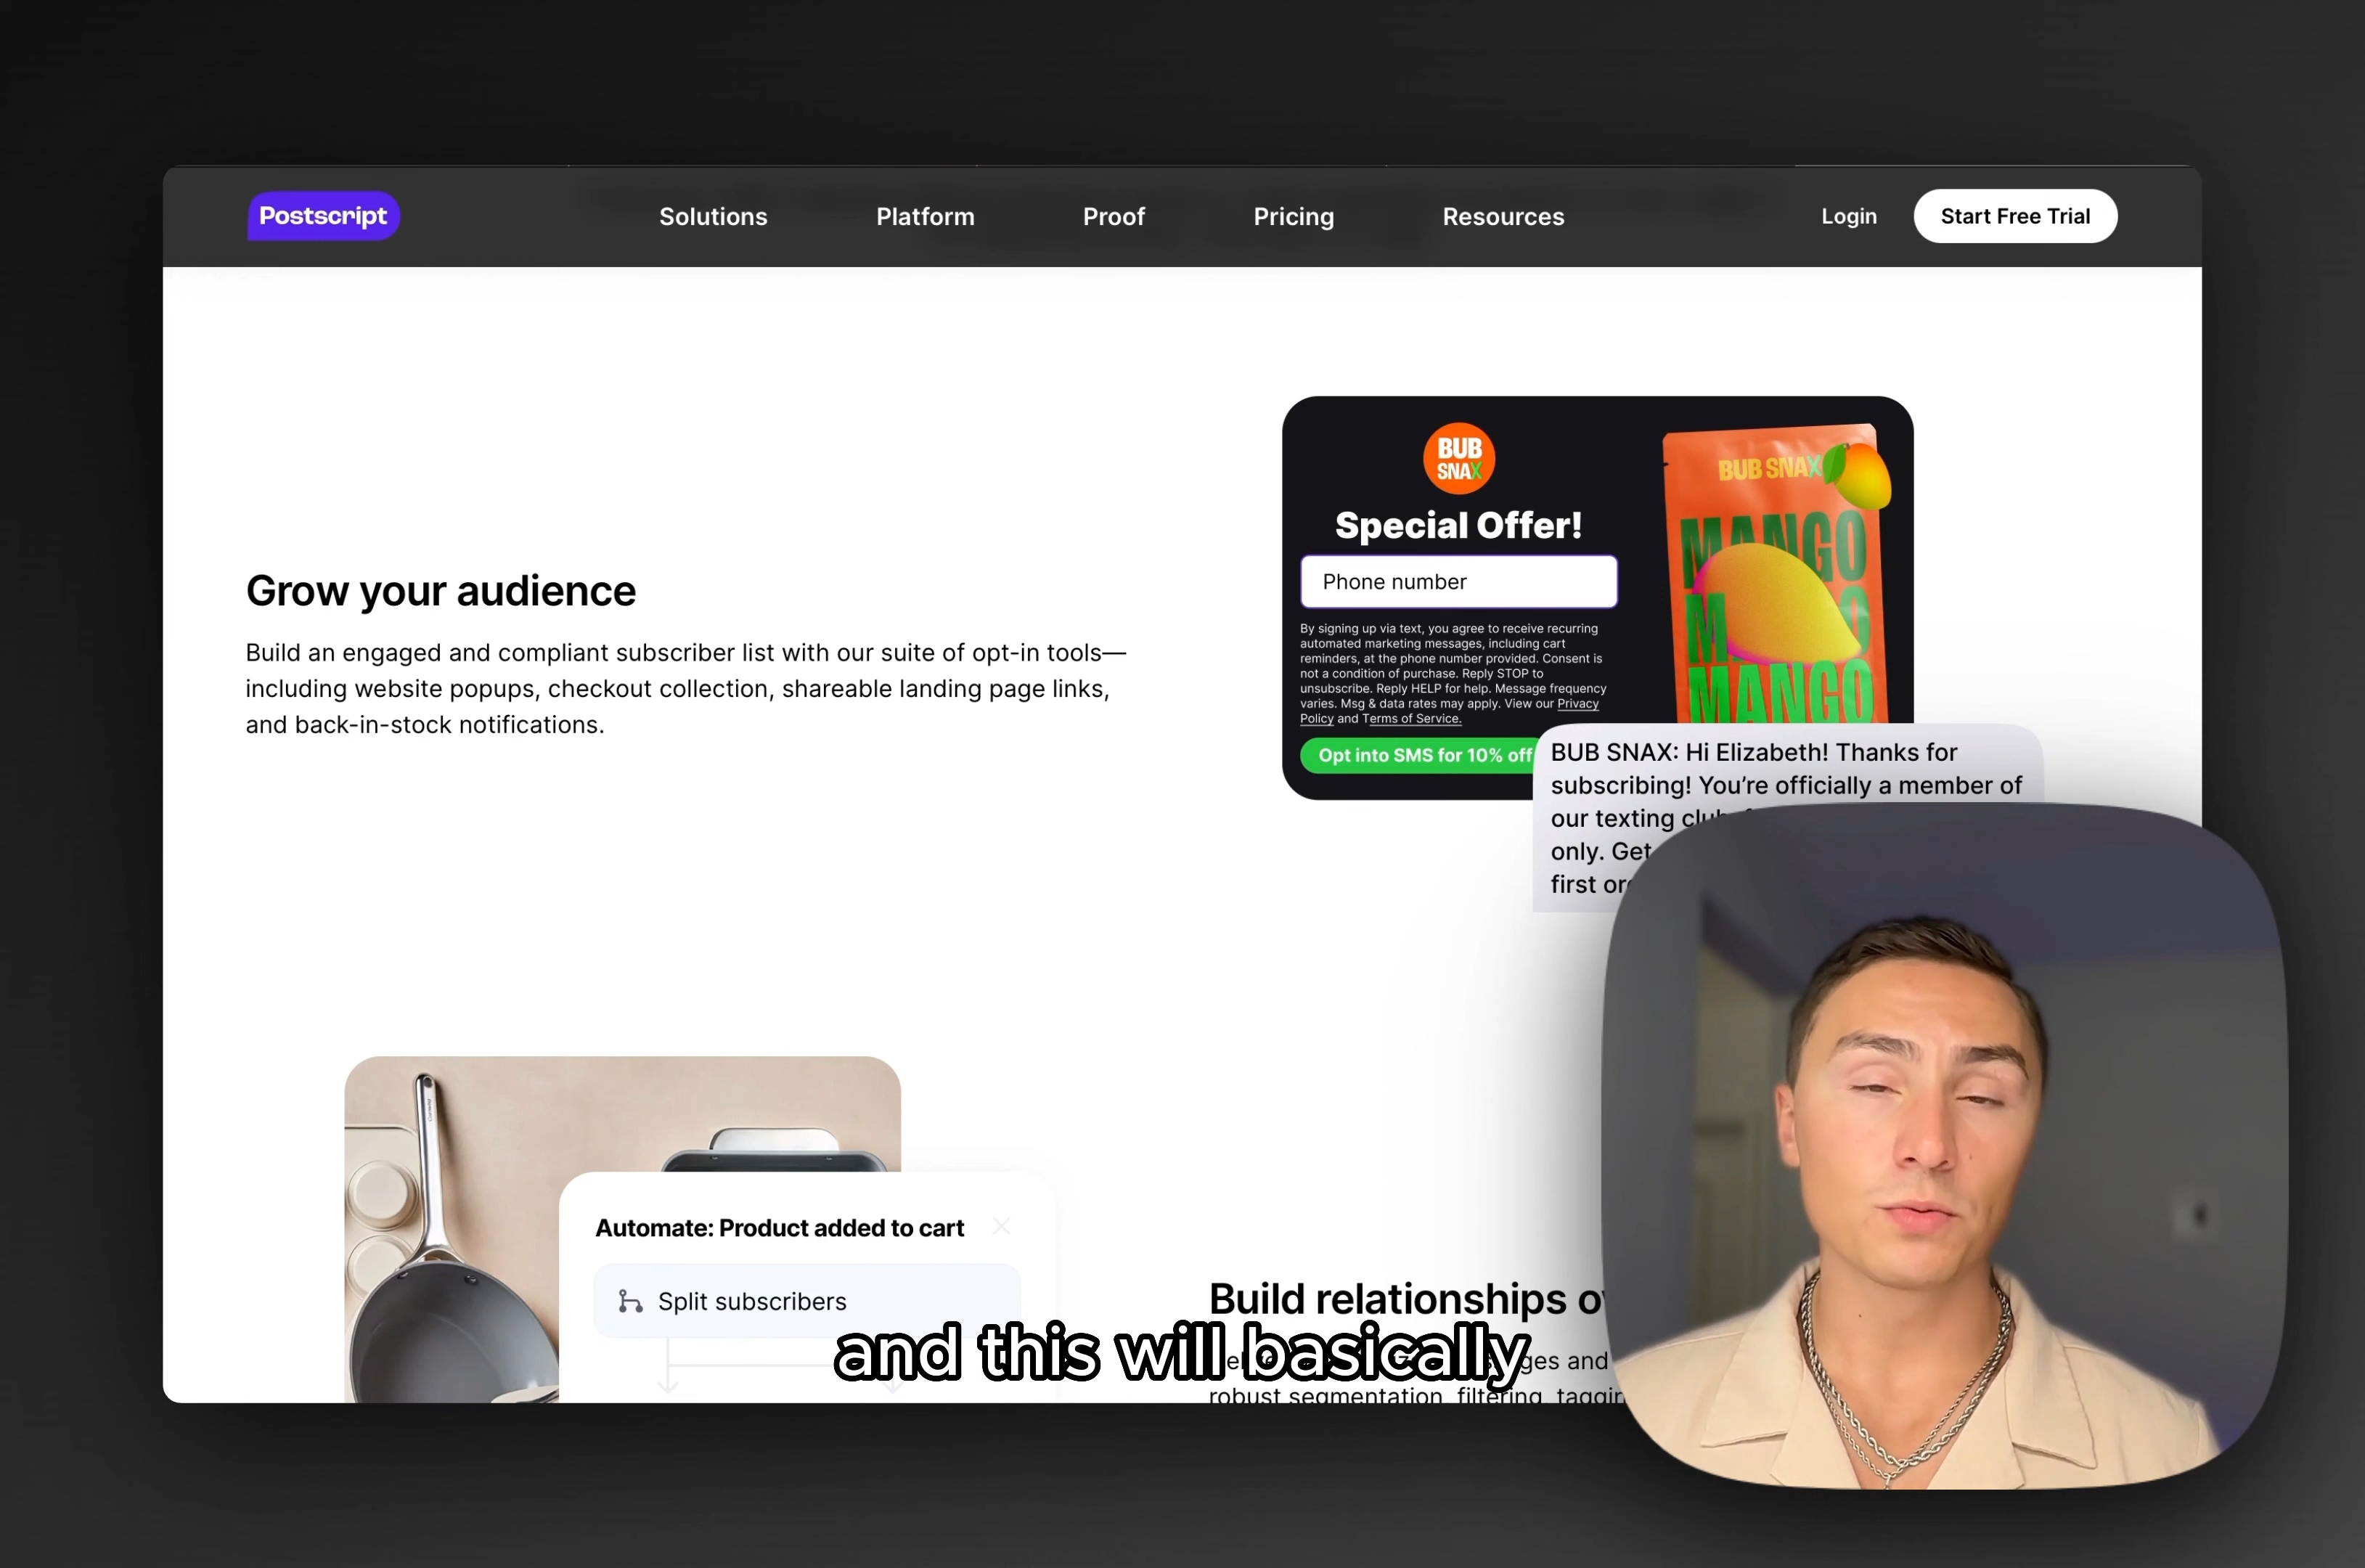 Postscript
Solutions
Platform
Proof
Pricing
Resources
Login
Start Free Trial
Grow your audience
Build an engaged and compliant subscriber list with our suite of opt-in tools—
including website popups, checkout collection, shareable landing page links,
and back-in-stock notifications.
BUB
SNAX
Special Offer!
Phone number
By signing up via text, you agree to receive recurring
automated marketing messages, including cart
reminders, at the phone number provided. Consent is
not a condition of purchase. Reply STOP to
unsubscribe. Reply HELP for help. Message frequency
varies. Msg & data rates may apply. View our Privacy
Policy and Terms of Service.
Opt into SMS for 10% off
BUB SNAX
MANGO
MANGO
BUB SNAX: Hi Elizabeth! Thanks for
subscribing! You’re officially a member of
our texting club
only. Get
first
Automate: Product added to cart
Split subscribers
Build relationships
and this will basically
and
robust segmentation, filtering,